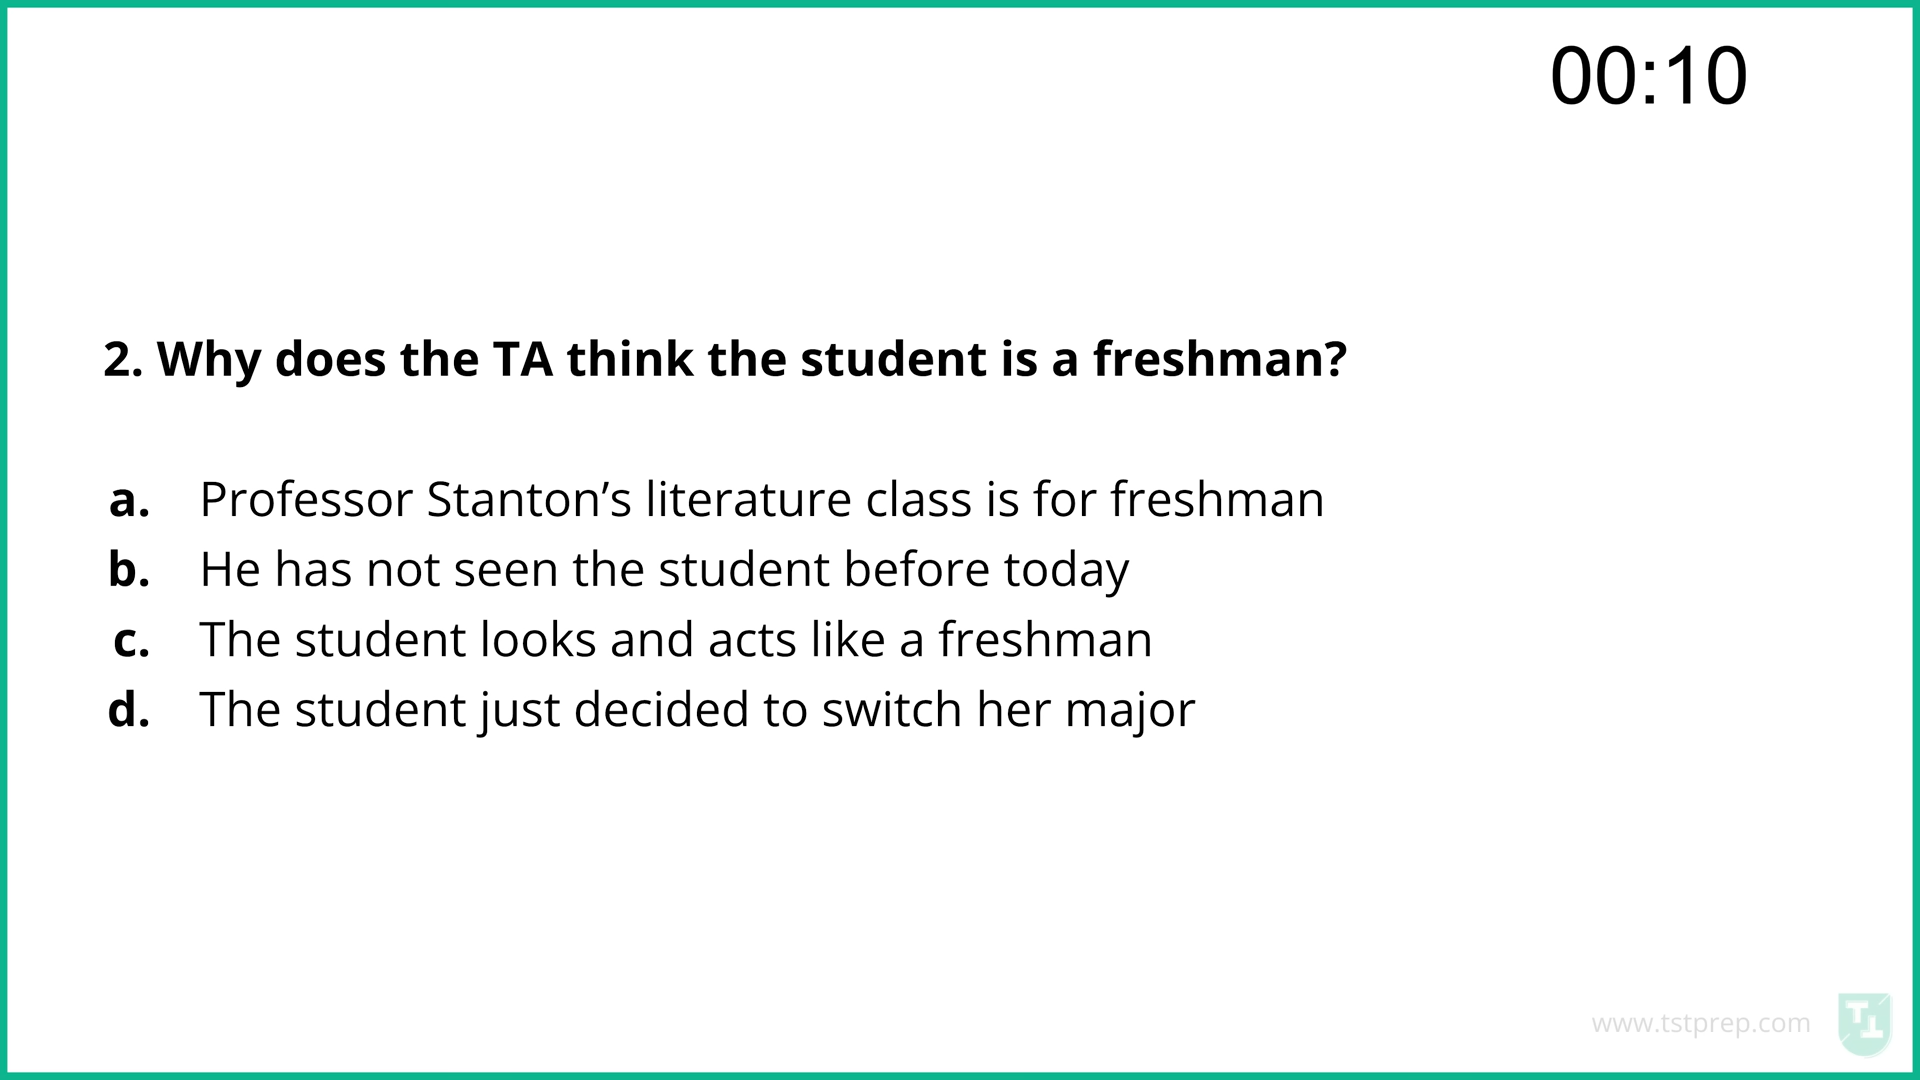 00:10
2. Why does the TA think the student is a freshman?
a. Professor Stanton’s literature class is for freshman
b. He has not seen the student before today
c. The student looks and acts like a freshman
d. The student just decided to switch her major
www.tstprep.com